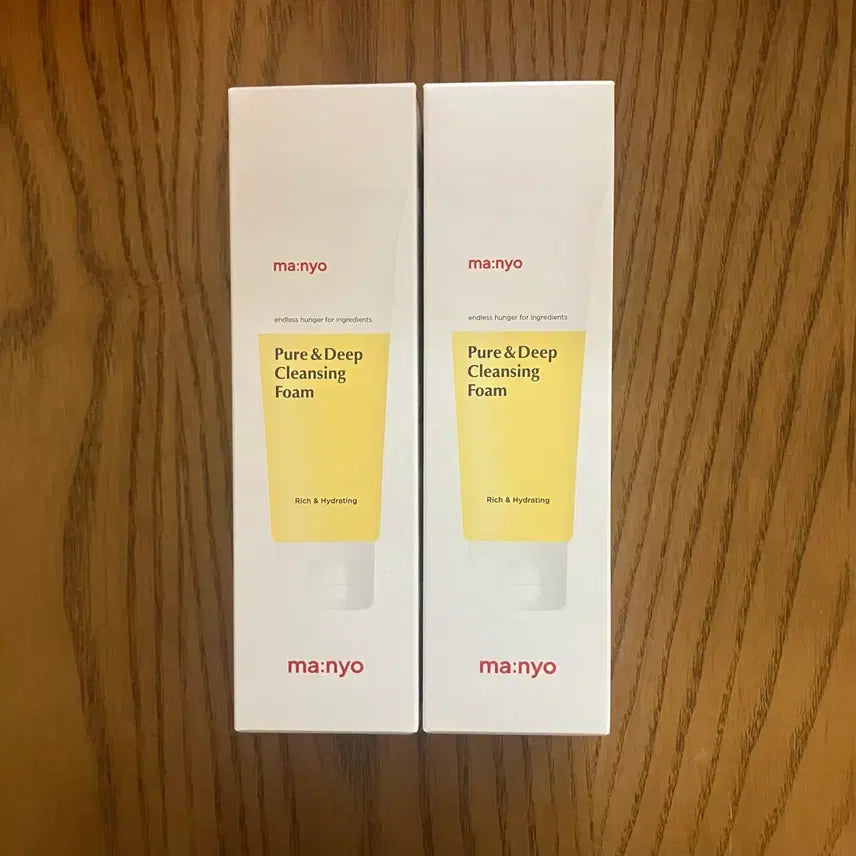 ma:nyo
endless hunger for ingredients
Pure & Deep
Cleansing
Foam
Rich & Hydrating
ma:nyo
ma:nyo
endless hunger for ingredients
Pure & Deep
Cleansing
Foam
Rich & Hydrating
ma:nyo